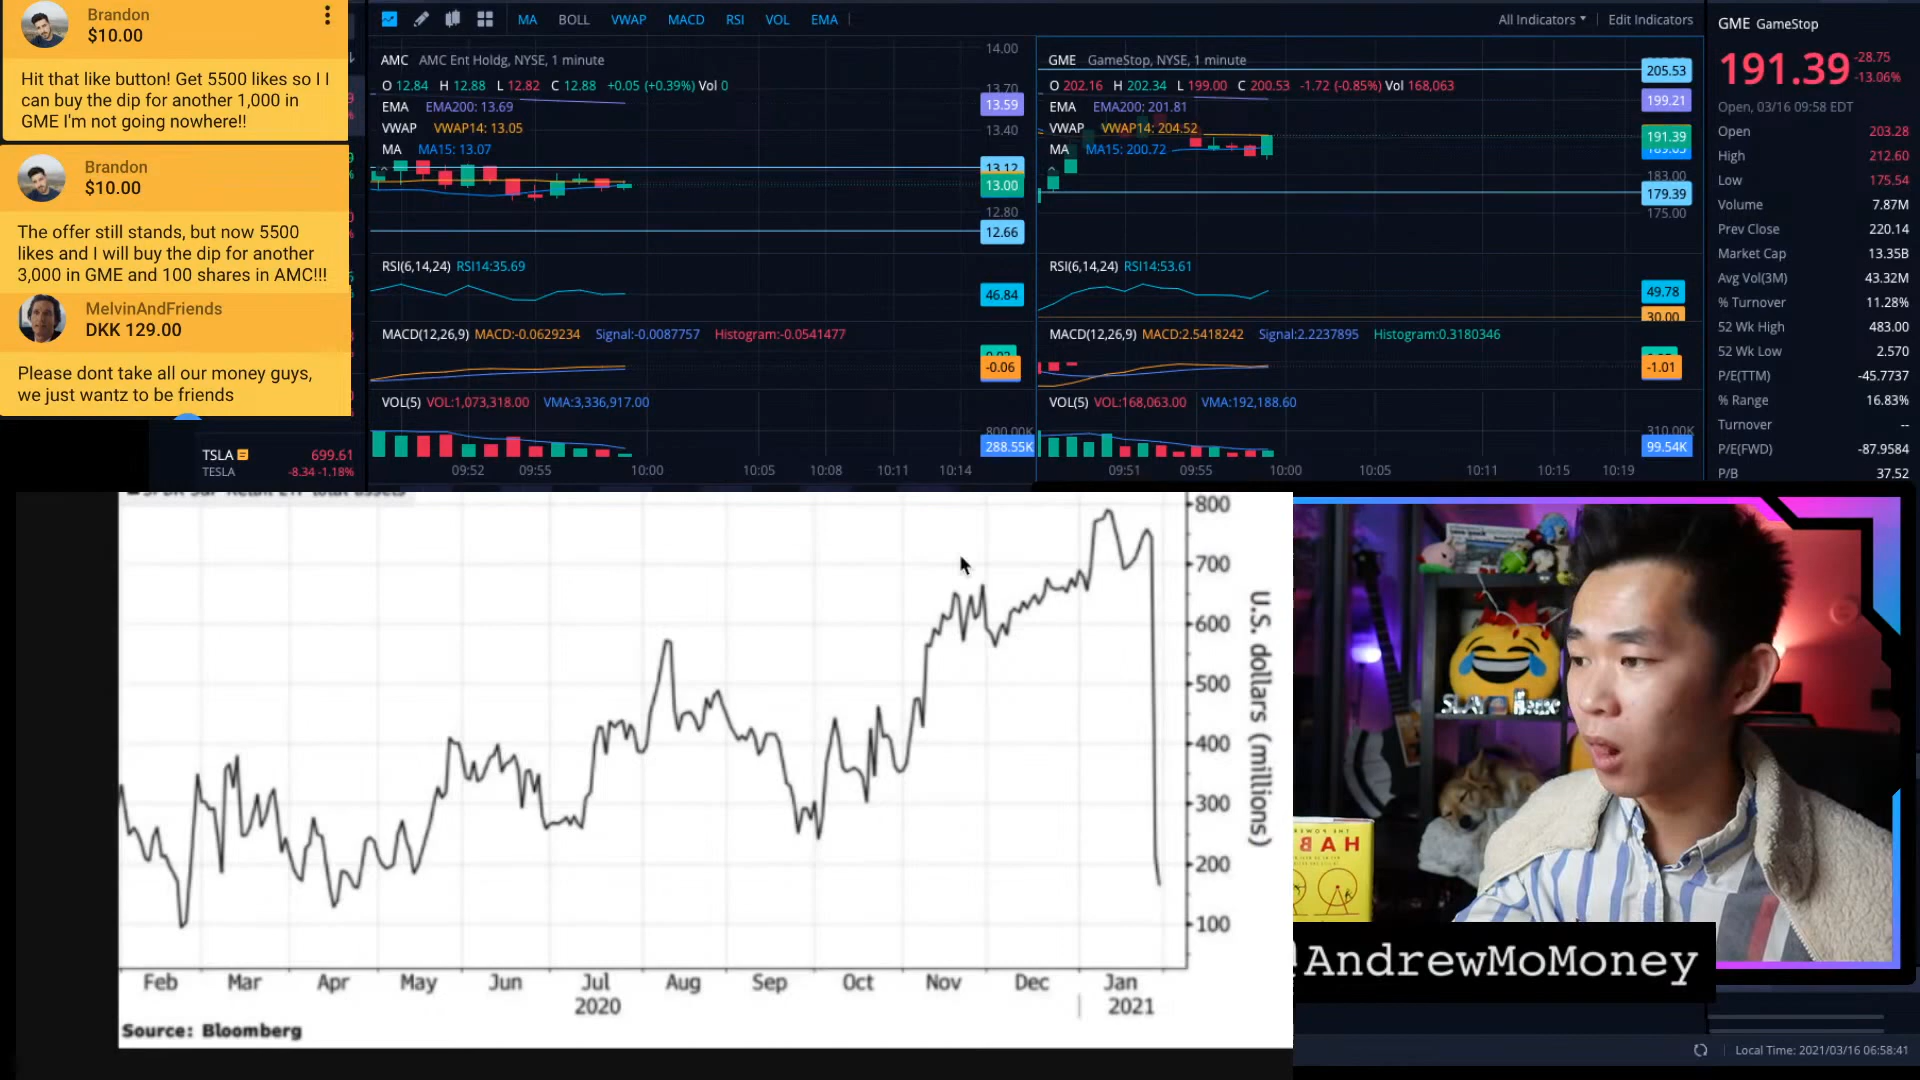 Brandon
$10.00
Hit that like button! Get 5500 likes so I I
can buy the dip for another 1,000 in
GME I'm not going nowhere!!
Brandon
$10.00
The offer still stands, but now 5500
likes and I will buy the dip for another
3,000 in GME and 100 shares in AMC!!!
MelvinAndFriends
DKK 129.00
Please dont take all our money guys,
we just wantz to be friends
TSLA 699.61
TESLA -8.34 -1.18%
MA BOLL VWAP MACD RSI VOL EMA
All Indicators Edit Indicators
AMC AMC Ent Holdg, NYSE, 1 minute
O 12.84 H 12.88 L 12.82 C 12.88 +0.05 (+0.39%) Vol 0
EMA EMA200: 13.69
VWAP VWAP14: 13.05
MA MA15: 13.07
14.00
13.70
13.59
13.40
13.12
13.00
12.80
12.66
RSI(6,14,24) RSI14:35.69
46.84
MACD(12,26,9) MACD:-0.0629234 Signal:-0.0087757 Histogram:-0.0541477
-0.06
VOL(5) VOL:1,073,318.00 VMA:3,336,917.00
800.00K
288.55K
09:52 09:55 10:00 10:05 10:08 10:11 10:14
GME GameStop, NYSE, 1 minute
O 202.16 H 202.34 L 199.00 C 200.53 -1.72 (-0.85%) Vol 168,063
EMA EMA200: 201.81
VWAP VWAP14: 204.52
MA MA15: 200.72
205.53
199.21
191.39
183.00
179.39
175.00
RSI(6,14,24) RSI14:53.61
49.78
30.00
MACD(12,26,9) MACD:2.5418242 Signal:2.2237895 Histogram:0.3180346
-1.01
VOL(5) VOL:168,063.00 VMA:192,188.60
310.00K
99.54K
09:51 09:55 10:00 10:05 10:11 10:15 10:19
GME GameStop
191.39 -28.75
-13.06%
Open, 03/16 09:58 EDT
Open 203.28
High 212.60
Low 175.54
Volume 7.87M
Prev Close 220.14
Market Cap 13.35B
Avg Vol(3M) 43.32M
% Turnover 11.28%
52 Wk High 483.00
52 Wk Low 2.570
P/E(TTM) -45.7737
% Range 16.83%
Turnover --
P/E(FWD) -87.9584
P/B 37.52
800
700
600
500
400
300
200
100
U.S. dollars (millions)
Feb Mar Apr May Jun Jul Aug Sep Oct Nov Dec Jan
2020 2021
Source: Bloomberg
@AndrewMoMoney
Local Time: 2021/03/16 06:58:41